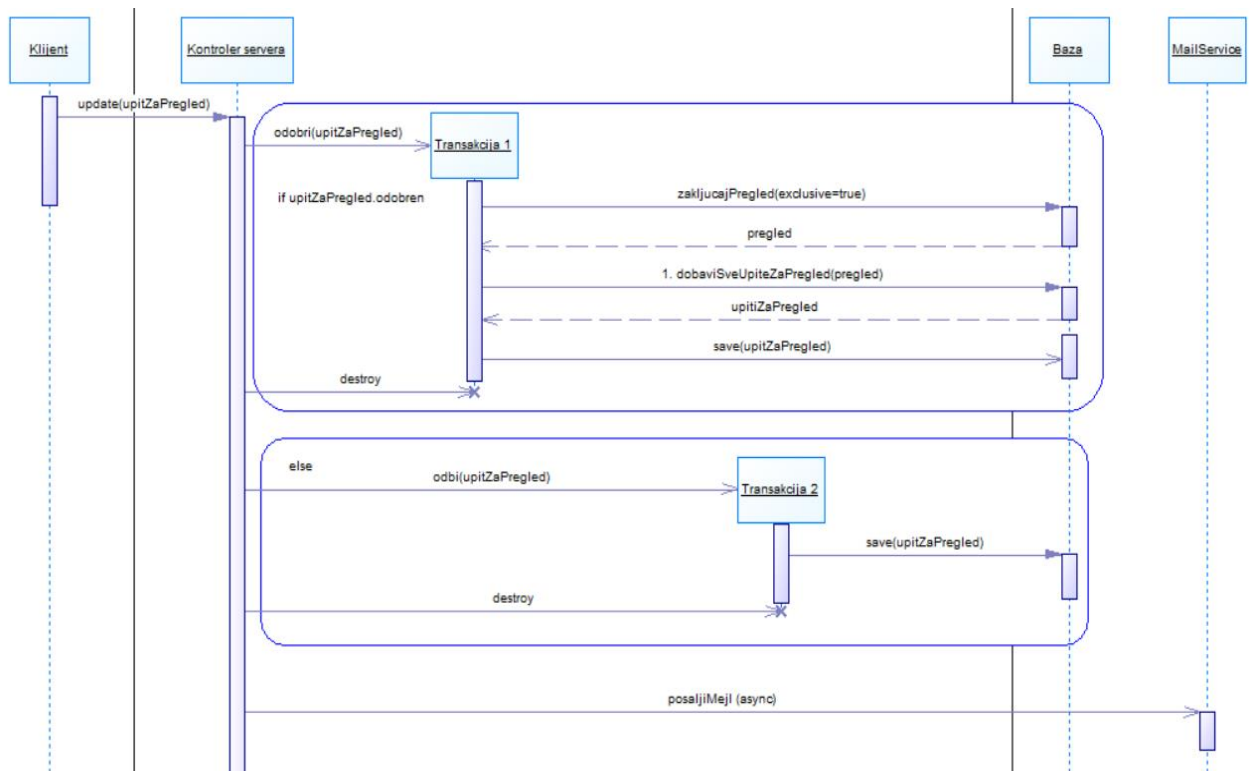 Klijent
Kontroler servera
Baza
MailService
update(upitZaPregled)
odobri(upitZaPregled)
Transakcija 1
if upitZaPregled.odobren
zakljucajPregled(exclusive=true)
pregled
1. dobaviSveUpiteZaPregled(pregled)
upitiZaPregled
save(upitZaPregled)
destroy
else
odbi(upitZaPregled)
Transakcija 2
save(upitZaPregled)
destroy
posaljiMejl (async)